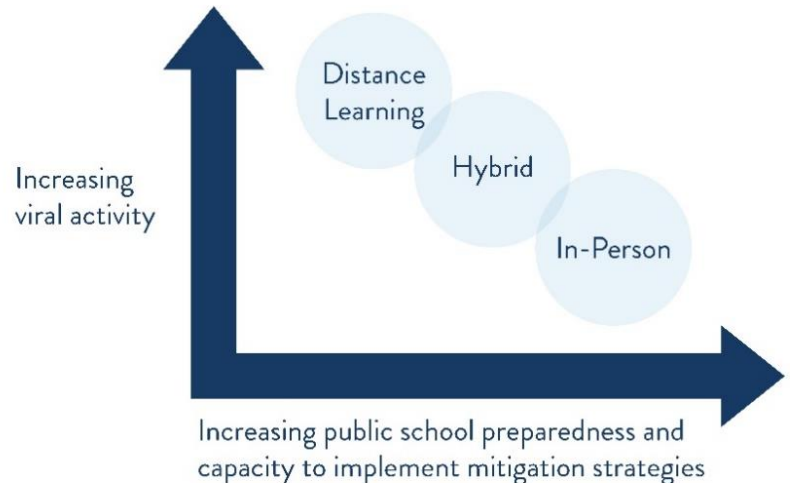 Distance
Learning
Hybrid
In-Person
Increasing
viral activity
Increasing public school preparedness and
capacity to implement mitigation strategies